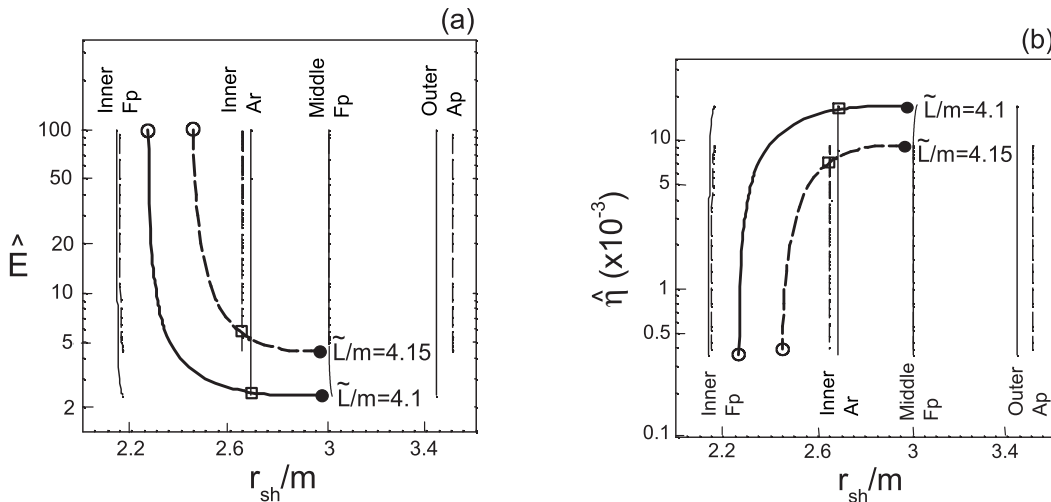 (a)
Inner
Fp
Inner
Ar
Middle
Fp
Outer
Ap
100
50
20
10
5
2
Ê
L̃/m=4.15
L̃/m=4.1
2.2
2.6
3
3.4
r_sh/m
(b)
10
5
1
0.5
0.1
η̂ (x10⁻³)
L̃/m=4.1
L̃/m=4.15
Inner
Fp
Inner
Ar
Middle
Fp
Outer
Ap
2.2
2.6
3
3.4
r_sh/m